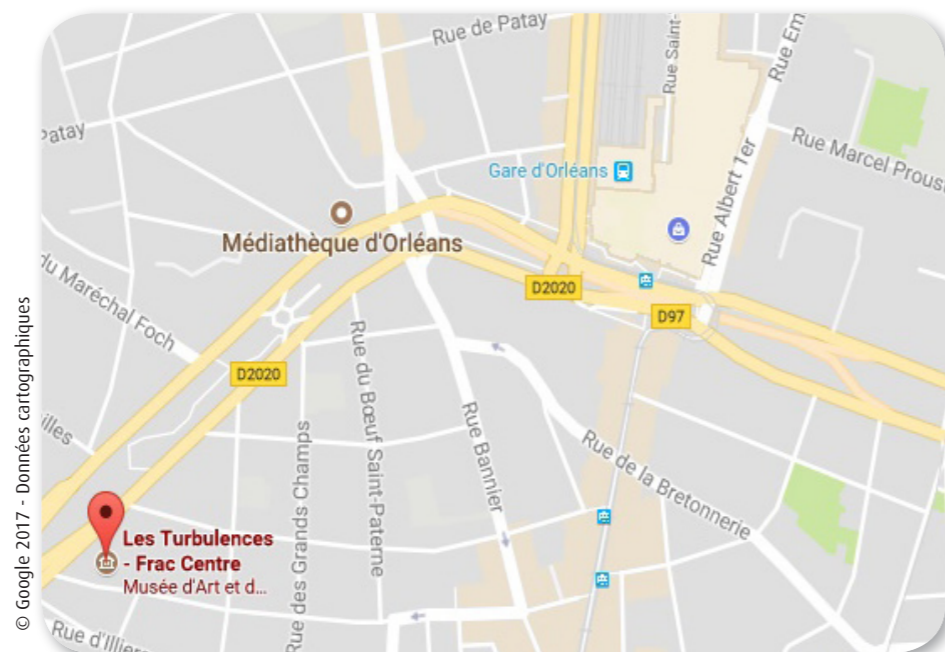 Rue de Patay
Rue Saint-
Rue Em
Patay
Rue Marcel Proust
Gare d'Orléans
Rue Albert 1er
Médiathèque d'Orléans
du Maréchal Foch
D2020
D97
D2020
illes
Rue du Bœuf Saint-Paterne
Rue Bannier
Rue des Grands Champs
Rue de la Bretonnerie
Les Turbulences
- Frac Centre
Musée d'Art et d...
Rue d'Illiers
© Google 2017 - Données cartographiques